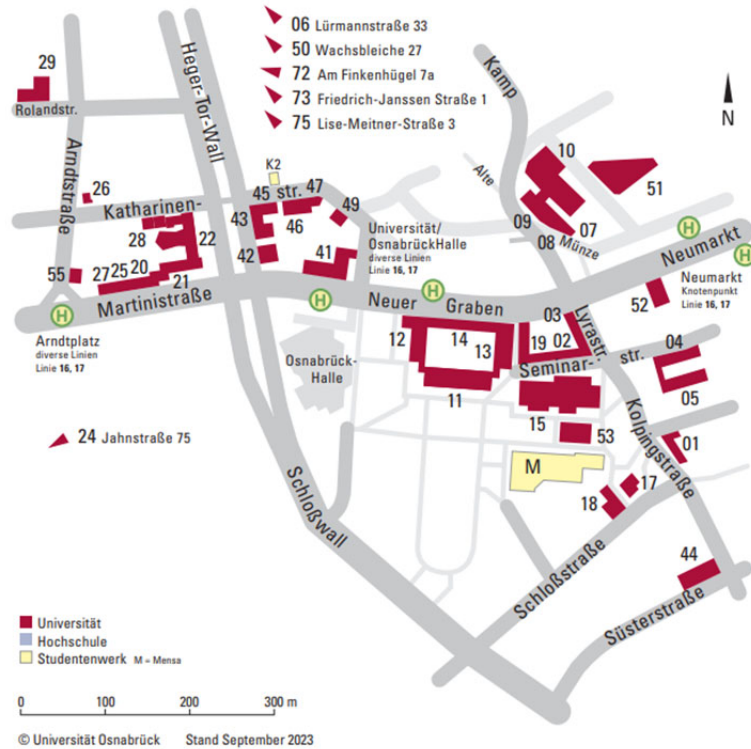 06 Lürmannstraße 33
50 Wachsbleiche 27
72 Am Finkenhügel 7a
73 Friedrich-Janssen Straße 1
75 Lise-Meitner-Straße 3
N
29
Rolandstr.
Arndtstraße
Heger-Tor-Wall
Kamp
10
51
Alte
09
08
07
Münze
K2
26
Katharinen-
45
str.
47
49
43
46
28
22
42
41
Universität/
OsnabrückHalle
diverse Linien
Linie 16, 17
H
Neumarkt
H
Neumarkt
Knotenpunkt
Linie 16, 17
55
27
25
20
21
Martinistraße
H
Arndtplatz
diverse Linien
Linie 16, 17
H
Neuer
H
Graben
52
03
Lyrastr.
12
14
13
19
02
Seminar-
str.
04
Osnabrück-
Halle
11
05
15
53
Kolpingstraße
01
24 Jahnstraße 75
M
17
18
Schloßwall
Schloßstraße
44
Süsterstraße
Universität
Hochschule
Studentenwerk M = Mensa
0 100 200 300 m
© Universität Osnabrück Stand September 2023